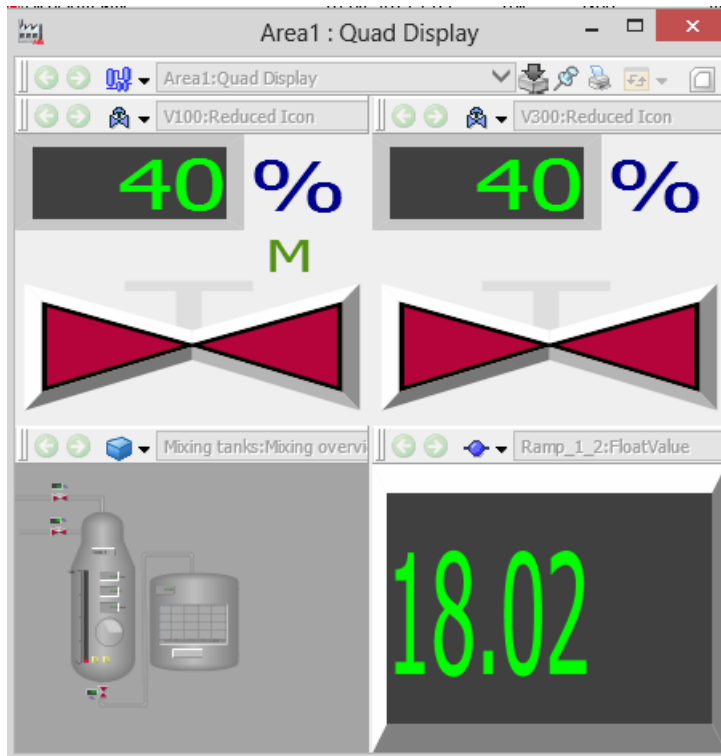 Area1 : Quad Display
Area1:Quad Display
V100:Reduced Icon
V300:Reduced Icon
40 %
40 %
M
Mixing tanks:Mixing overvi
Ramp_1_2:FloatValue
18.02